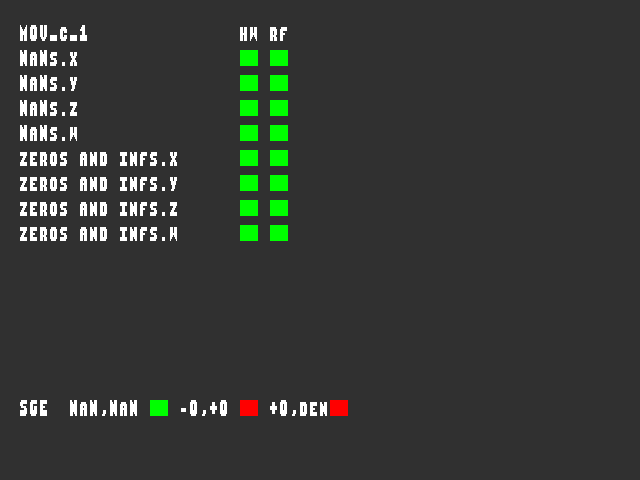 MOV_C_1 HW RF
NANS.X
NANS.Y
NANS.Z
NANS.W
ZEROS AND INFS.X
ZEROS AND INFS.Y
ZEROS AND INFS.Z
ZEROS AND INFS.W
SGE NAN,NAN -0,+0 +0,DEN